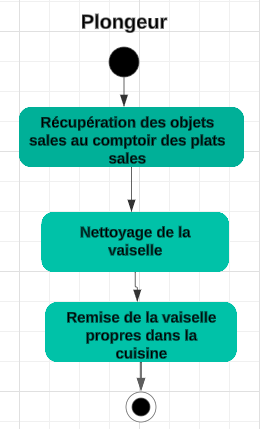 Plongeur
Récupération des objets
sales au comptoir des plats
sales
Nettoyage de la
vaiselle
Remise de la vaiselle
propres dans la
cuisine